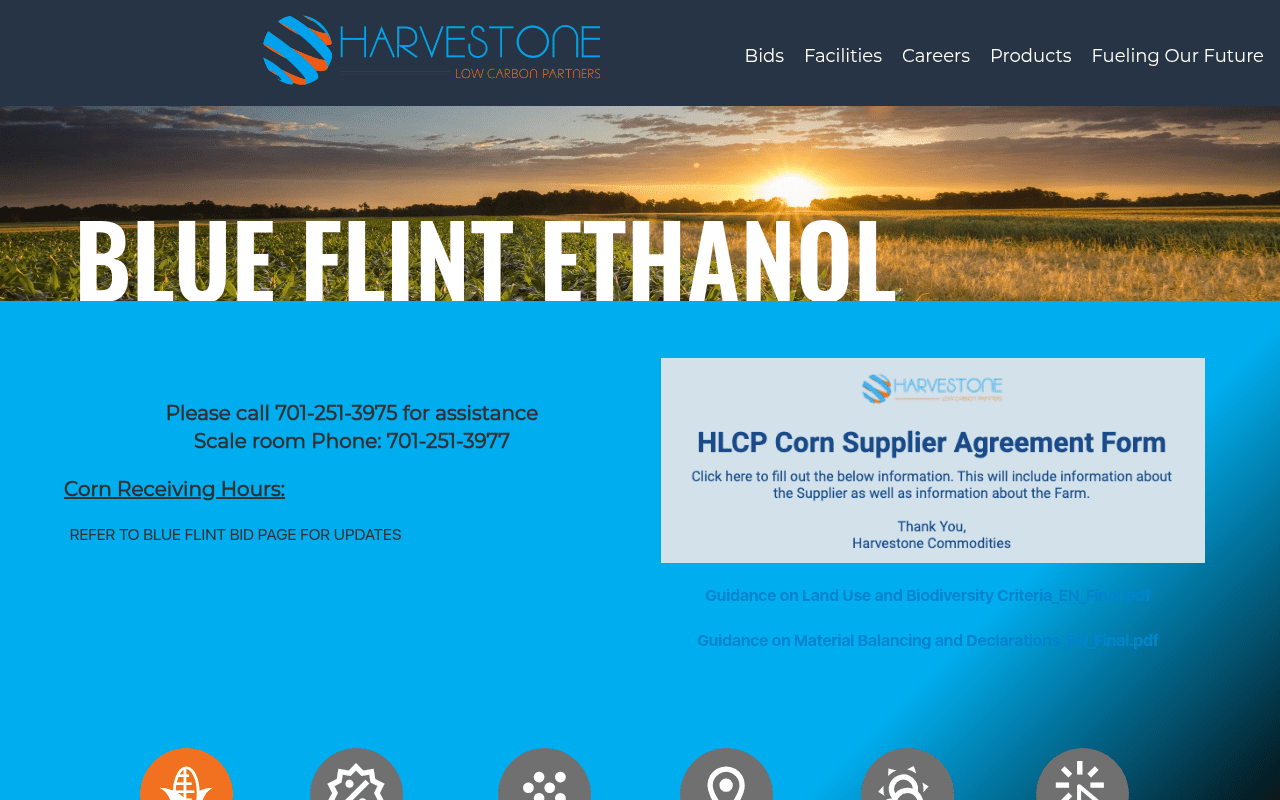 HARVESTONE
LOW CARBON PARTNERS
Bids Facilities Careers Products Fueling Our Future
BLUE FLINT ETHANOL
Please call 701-251-3975 for assistance
Scale room Phone: 701-251-3977
Corn Receiving Hours:
REFER TO BLUE FLINT BID PAGE FOR UPDATES
HARVESTONE
LOW CARBON PARTNERS
HLCP Corn Supplier Agreement Form
Click here to fill out the below information. This will include information about
the Supplier as well as information about the Farm.
Thank You,
Harvestone Commodities
Guidance on Land Use and Biodiversity Criteria_EN_Final.pdf
Guidance on Material Balancing and Declarations_EN_Final.pdf